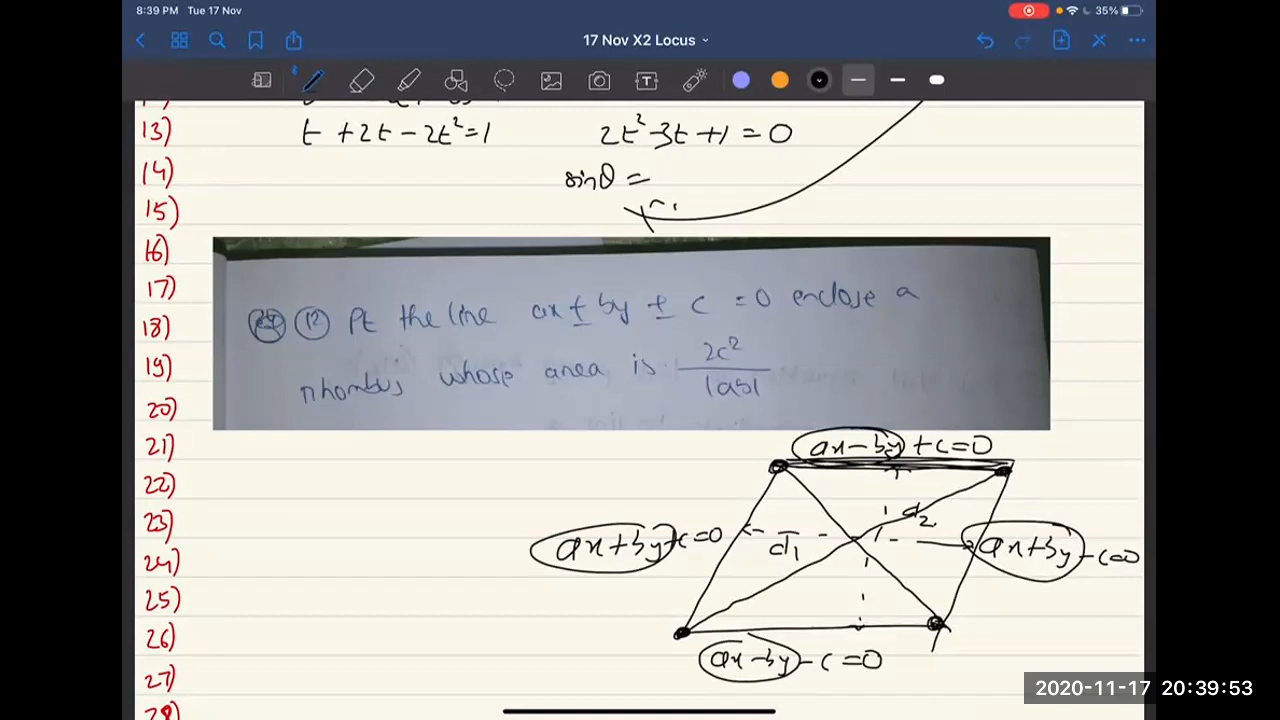 8:39 PM Tue 17 Nov
35%
17 Nov X2 Locus
13) t + 2t - 2t² = 1 2t² - 3t + 1 = 0
14) sinθ =
15)
16)
17)
18)
19)
20)
21)
22)
23)
24)
25)
26)
27)
28)
(12) Pt the line ax ± by ± c = 0 enclose a
rhombus whose area is 2c²/|ab|
ax - by + c = 0
d2
ax + by + c = 0
d1
ax + by - c = 0
ax - by - c = 0
2020-11-17 20:39:53